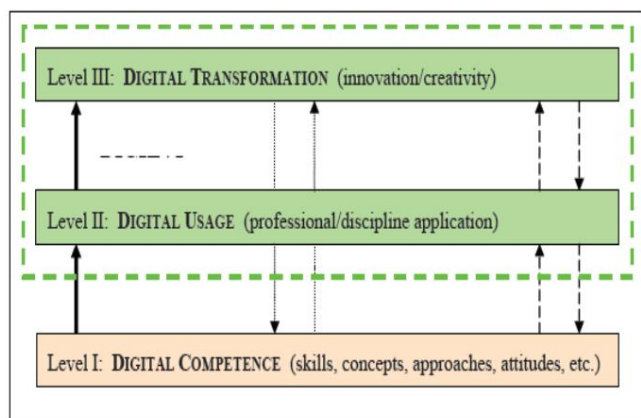 Level III: DIGITAL TRANSFORMATION (innovation/creativity)
Level II: DIGITAL USAGE (professional/discipline application)
Level I: DIGITAL COMPETENCE (skills, concepts, approaches, attitudes, etc.)